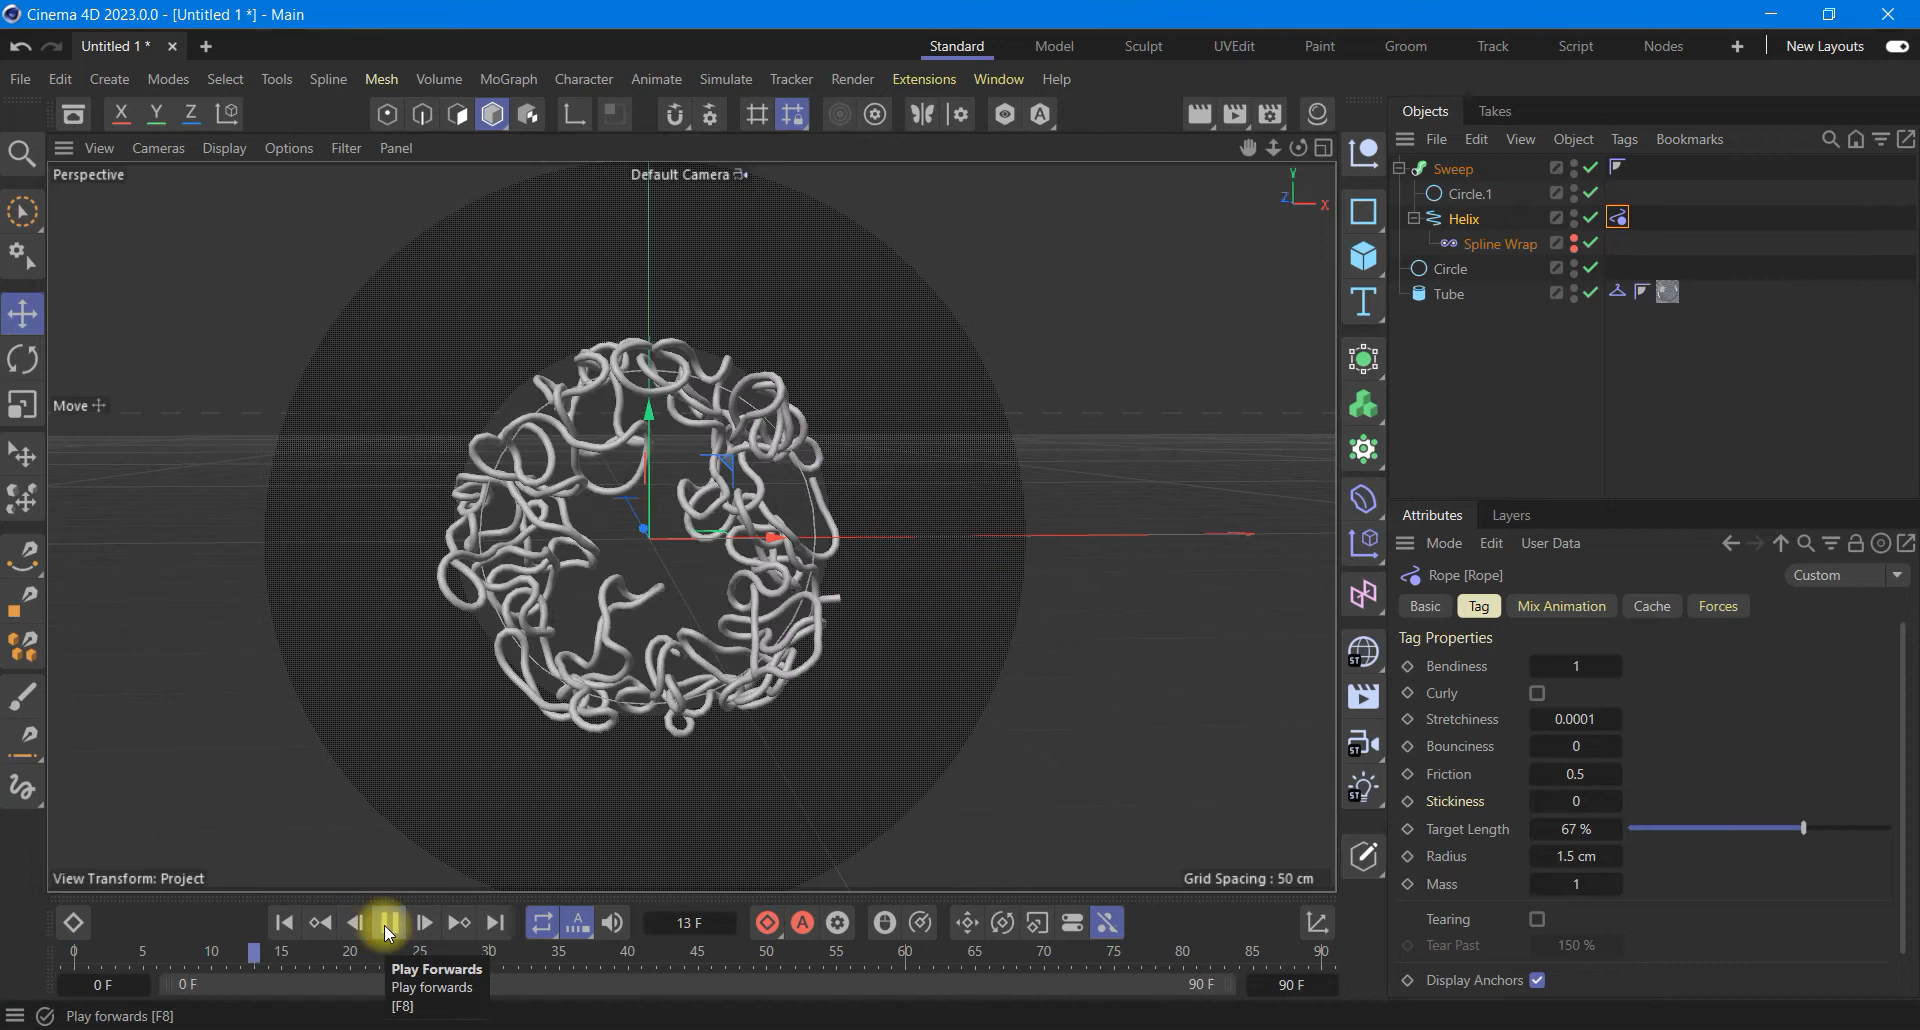 Cinema 4D 2023.0.0 - [Untitled 1 *] - Main
Untitled 1 *
Standard Model Sculpt UVEdit Paint Groom Track Script Nodes New Layouts
File Edit Create Modes Select Tools Spline Mesh Volume MoGraph Character Animate Simulate Tracker Render Extensions Window Help
X Y Z
View Cameras Display Options Filter Panel
Perspective
Default Camera
Y
Z
X
Move
View Transform: Project
Grid Spacing : 50 cm
T
ST
ST
ST
Objects Takes
File Edit View Object Tags Bookmarks
Sweep
Circle.1
Helix
Spline Wrap
Circle
Tube
Attributes Layers
Mode Edit User Data
Rope [Rope]
Custom
Basic Tag Mix Animation Cache Forces
Tag Properties
Bendiness 1
Curly
Stretchiness 0.0001
Bounciness 0
Friction 0.5
Stickiness 0
Target Length 67 %
Radius 1.5 cm
Mass 1
Tearing
Tear Past 150 %
Display Anchors
13 F
0 5 10 15 20 25 30 35 40 45 50 55 60 65 70 75 80 85 90
0 F 0 F 90 F 90 F
Play Forwards
Play forwards
[F8]
Play forwards [F8]